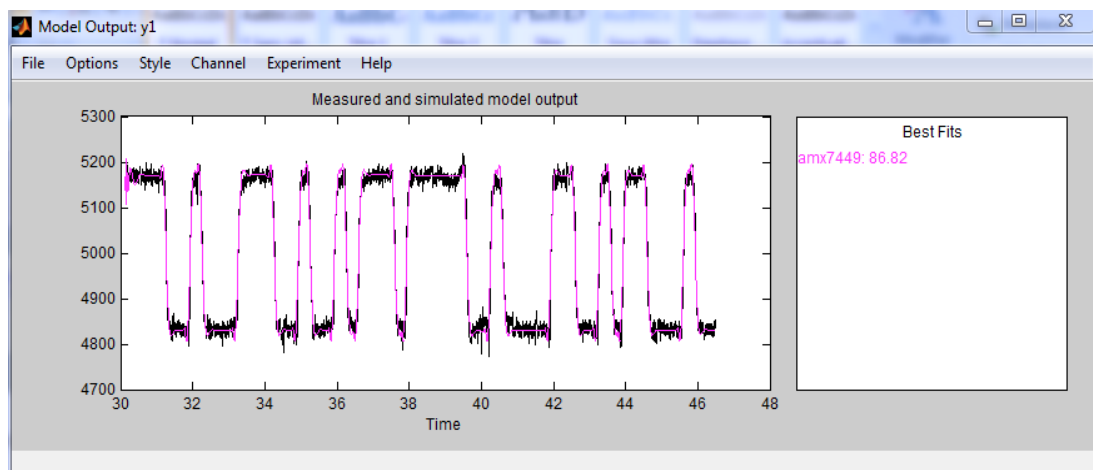 Model Output: y1
File Options Style Channel Experiment Help
Measured and simulated model output
5300
5200
5100
5000
4900
4800
4700
30 32 34 36 38 40 42 44 46 48
Time
Best Fits
amx7449: 86.82